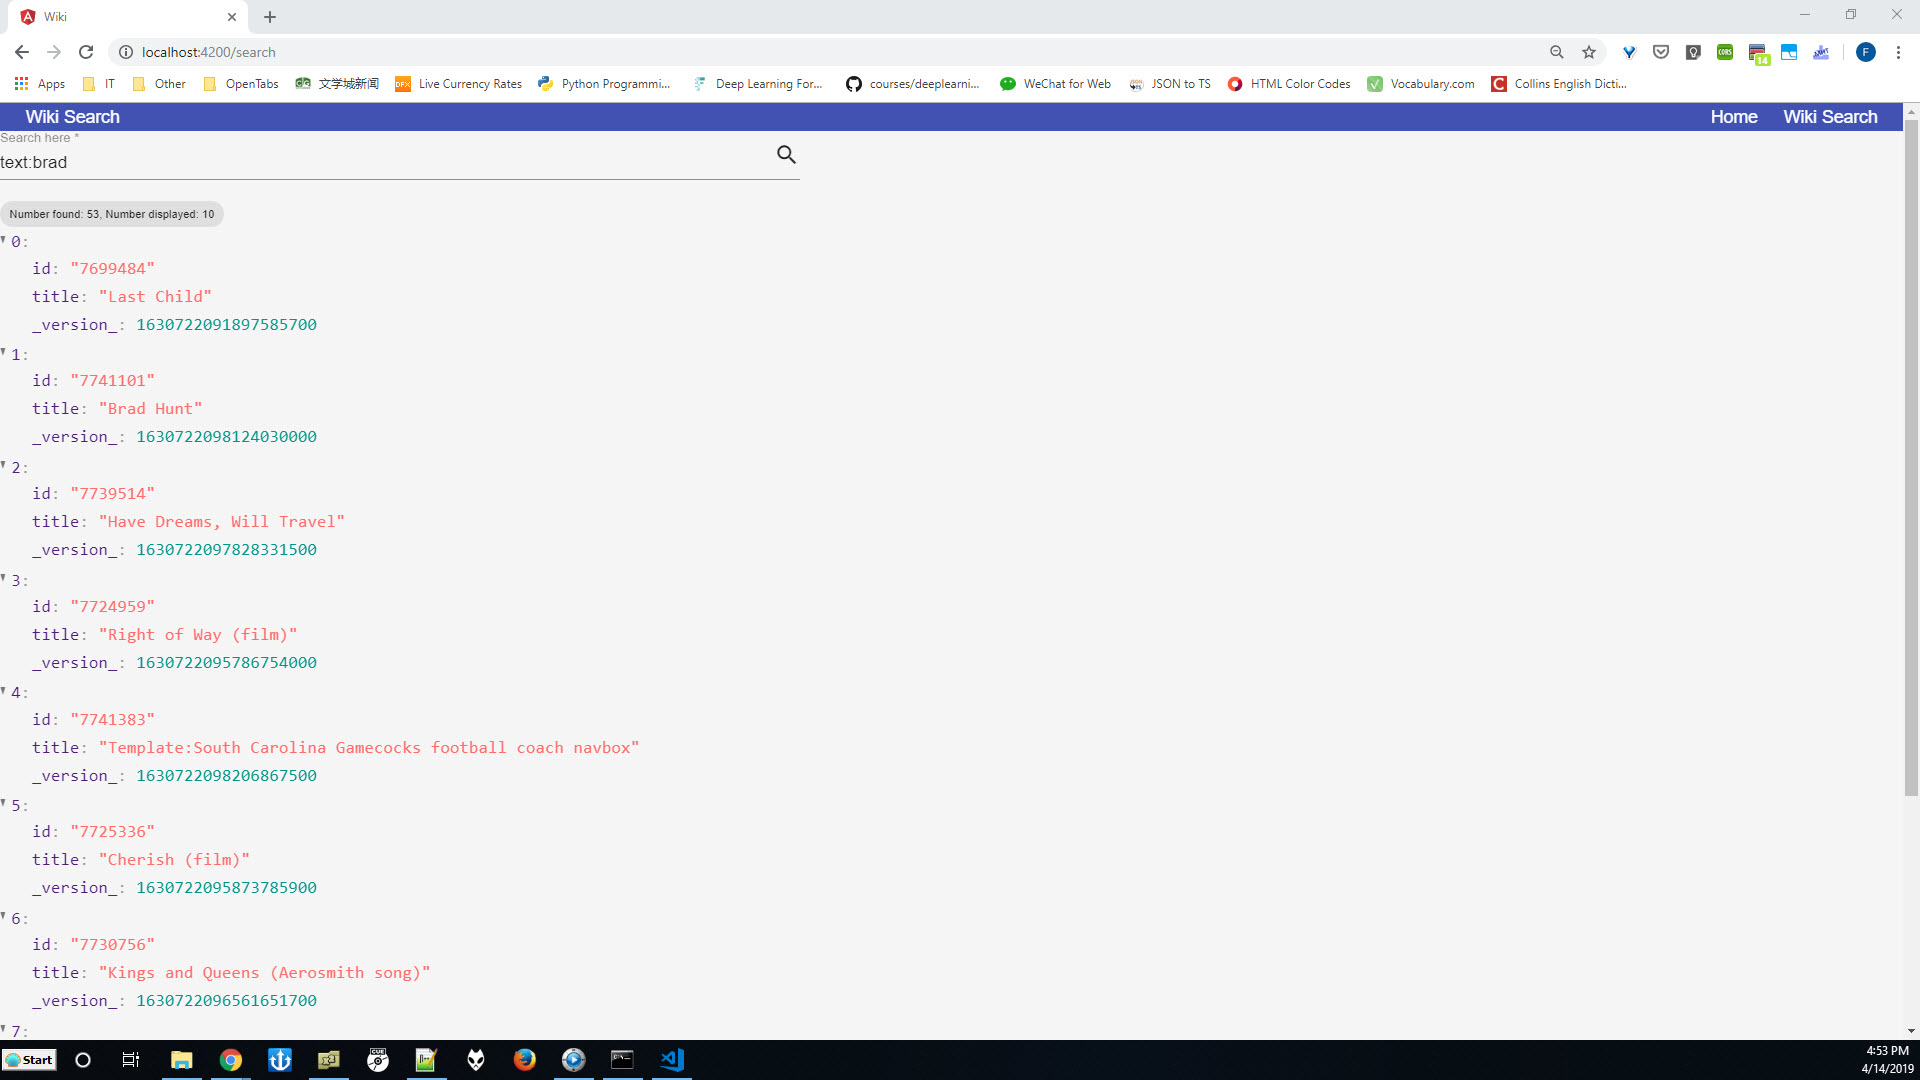 Wiki
localhost:4200/search
14
F
Apps IT Other OpenTabs 文学城新闻 Live Currency Rates Python Programmi... Deep Learning For... courses/deeplearni... WeChat for Web JSON to TS HTML Color Codes Vocabulary.com Collins English Dicti...
Wiki Search Home Wiki Search
Search here *
text:brad
Number found: 53, Number displayed: 10
0:
id: "7699484"
title: "Last Child"
_version_: 1630722091897585700
1:
id: "7741101"
title: "Brad Hunt"
_version_: 1630722098124030000
2:
id: "7739514"
title: "Have Dreams, Will Travel"
_version_: 1630722097828331500
3:
id: "7724959"
title: "Right of Way (film)"
_version_: 1630722095786754000
4:
id: "7741383"
title: "Template:South Carolina Gamecocks football coach navbox"
_version_: 1630722098206867500
5:
id: "7725336"
title: "Cherish (film)"
_version_: 1630722095873785900
6:
id: "7730756"
title: "Kings and Queens (Aerosmith song)"
_version_: 1630722096561651700
7:
Start
4:53 PM
4/14/2019